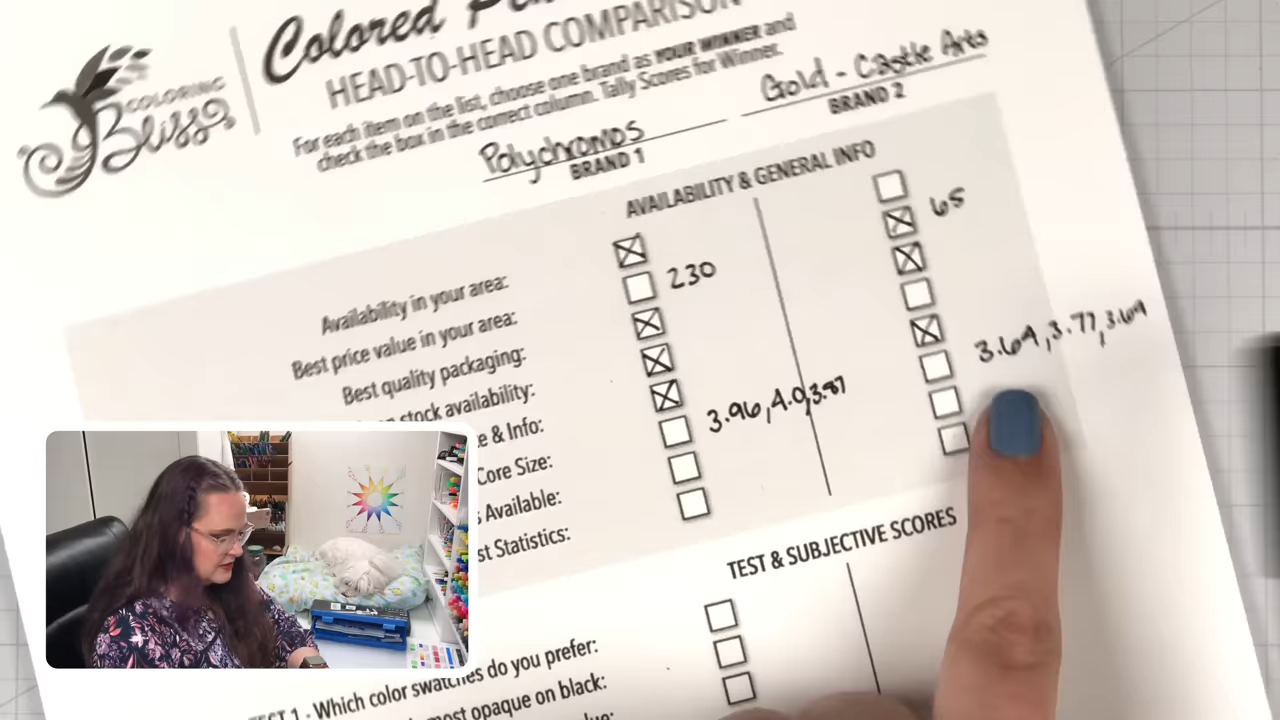 COLORING
Bliss
Colored
HEAD-TO-HEAD COMPARISON
For each item on the list, choose one brand as YOUR WINNER and
check the box in the correct column. Tally Scores for Winner.
Polychromos Gold - Castle Arts
BRAND 1 BRAND 2
AVAILABILITY & GENERAL INFO
Availability in your area:
Best price value in your area: 230 65
Best quality packaging:
stock availability:
& Info:
Core Size: 3.96, 4.0, 3.87 3.64, 3.77, 3.69
Available:
Statistics:
TEST & SUBJECTIVE SCORES
TEST 1 - Which color swatches do you prefer:
most opaque on black: